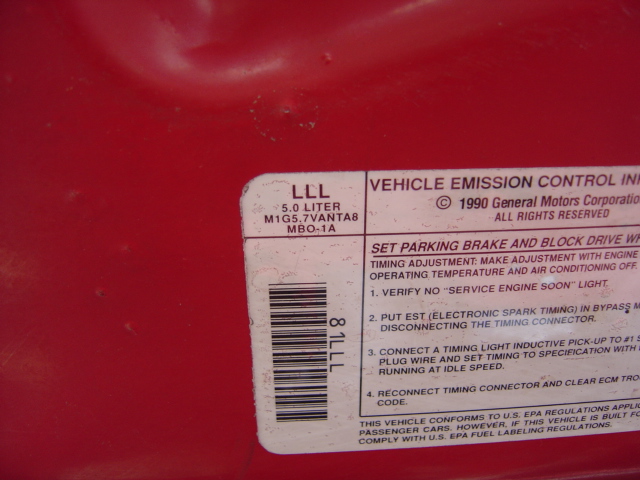 LLL
5.0 LITER
M1G5.7VANTA8
MBO-1A
VEHICLE EMISSION CONTROL
© 1990 General Motors Corporatio
ALL RIGHTS RESERVED
SET PARKING BRAKE AND BLOCK DRIVE WH
TIMING ADJUSTMENT: MAKE ADJUSTMENT WITH ENGINE
OPERATING TEMPERATURE AND AIR CONDITIONING OFF.
1. VERIFY NO "SERVICE ENGINE SOON" LIGHT
2. PUT EST (ELECTRONIC SPARK TIMING) IN BYPASS M
DISCONNECTING THE TIMING CONNECTOR.
3. CONNECT A TIMING LIGHT INDUCTIVE PICK-UP TO #1 S
PLUG WIRE AND SET TIMING TO SPECIFICATION WITH
RUNNING AT IDLE SPEED.
4. RECONNECT TIMING CONNECTOR AND CLEAR ECM TRO
CODE.
THIS VEHICLE CONFORMS TO U.S. EPA REGULATIONS APPLI
PASSENGER CARS. HOWEVER, IF THIS VEHICLE IS BUILT FO
COMPLY WITH U.S. EPA FUEL LABELING REGULATIONS.
81LLL